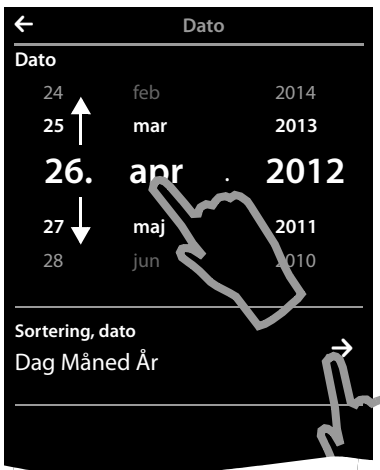 Dato
Dato
24 feb 2014
25 mar 2013
26. apr . 2012
27 maj 2011
28 jun 2010
Sortering, dato
Dag Måned År